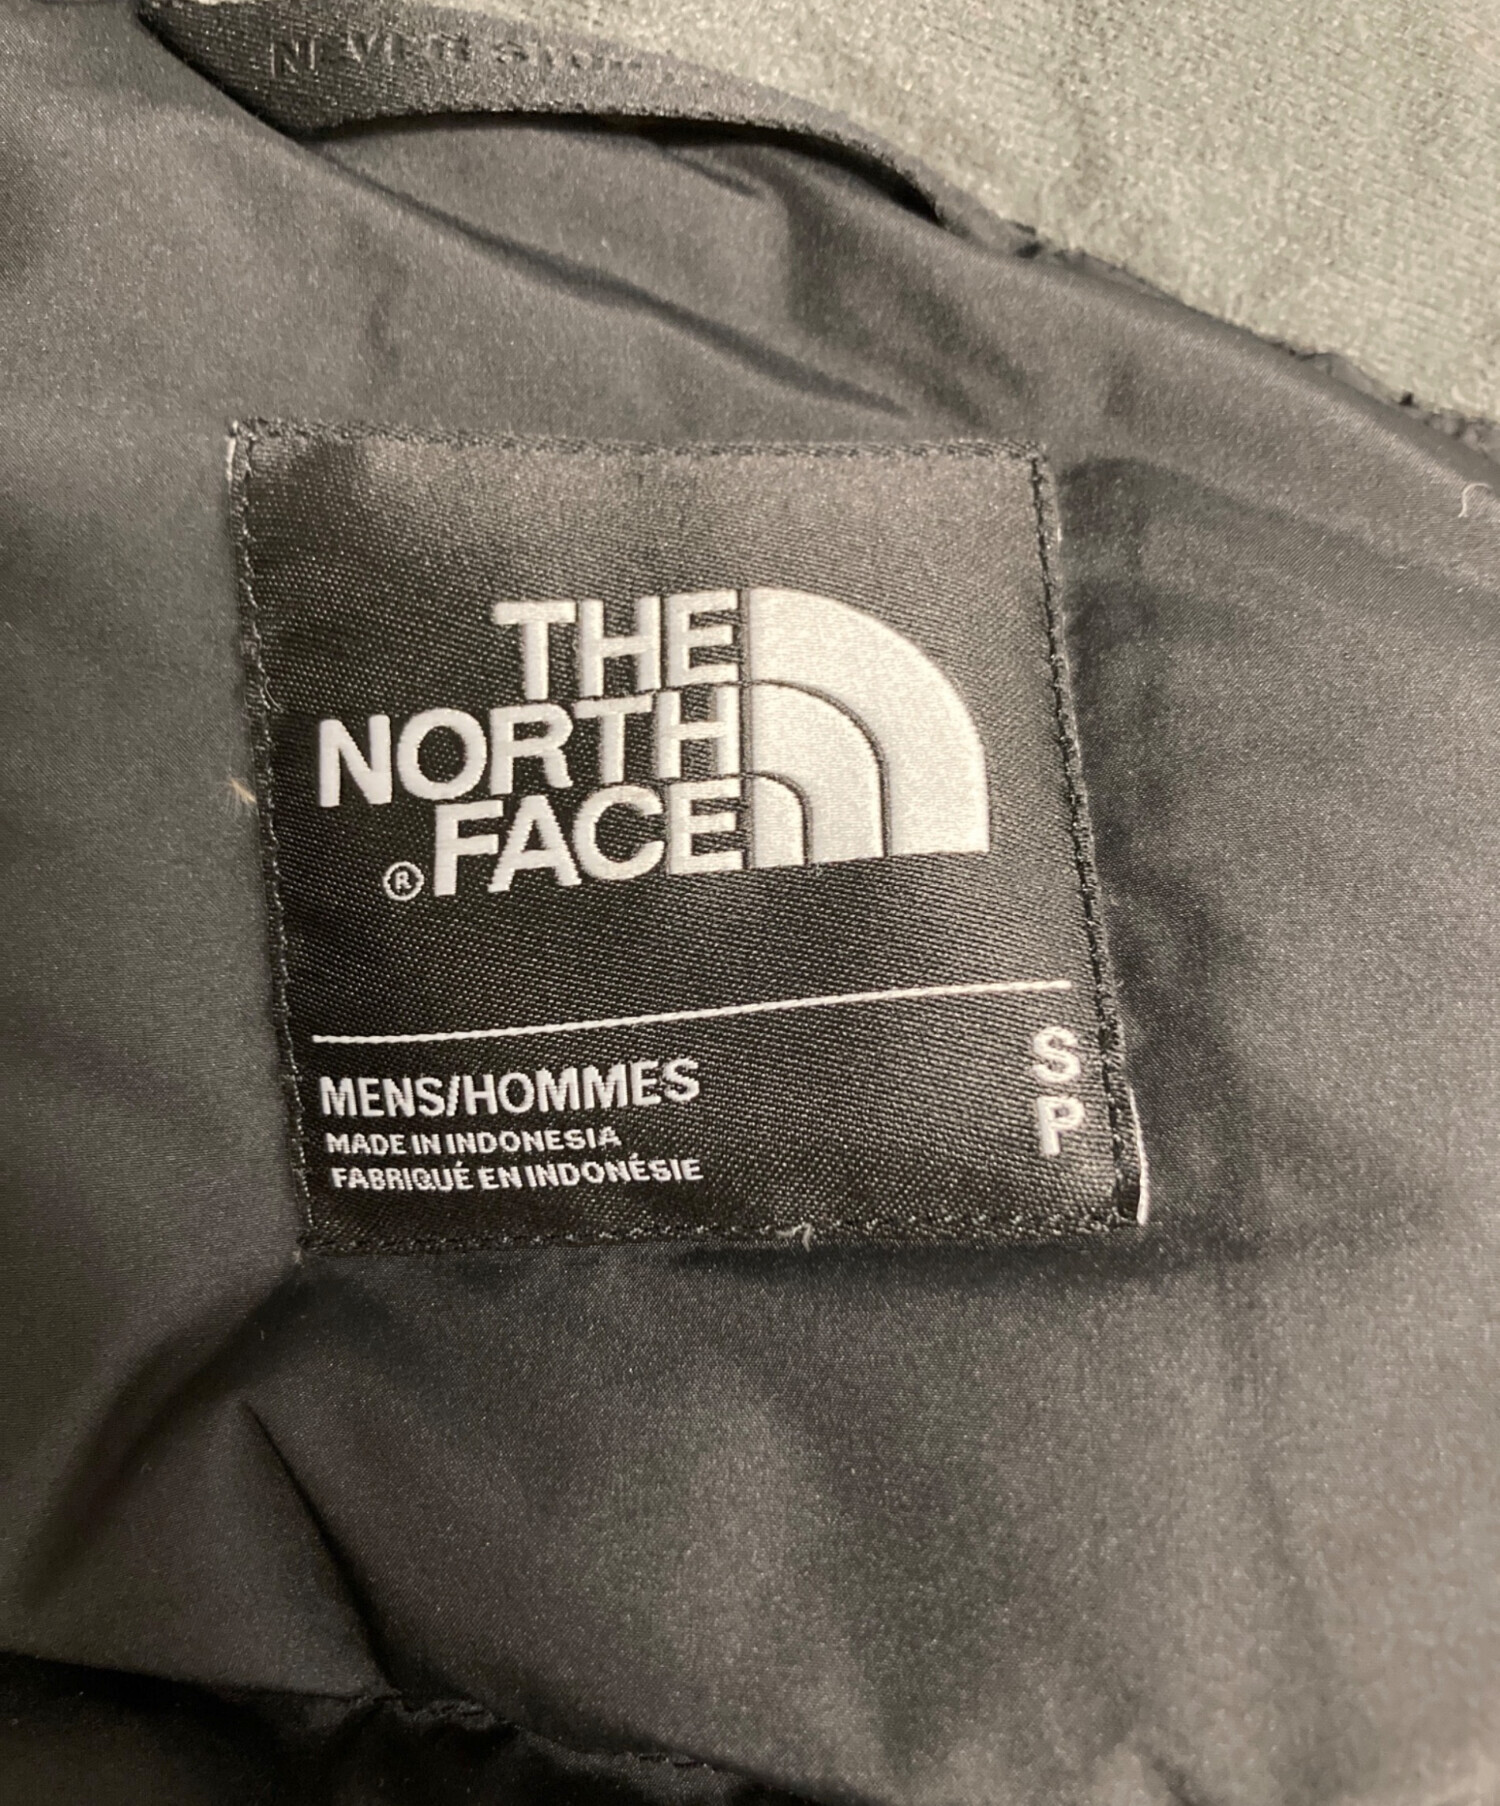 THE
NORTH
® FACE
MENS/HOMMES
S
P
MADE IN INDONESIA
FABRIQUÉ EN INDONÉSIE